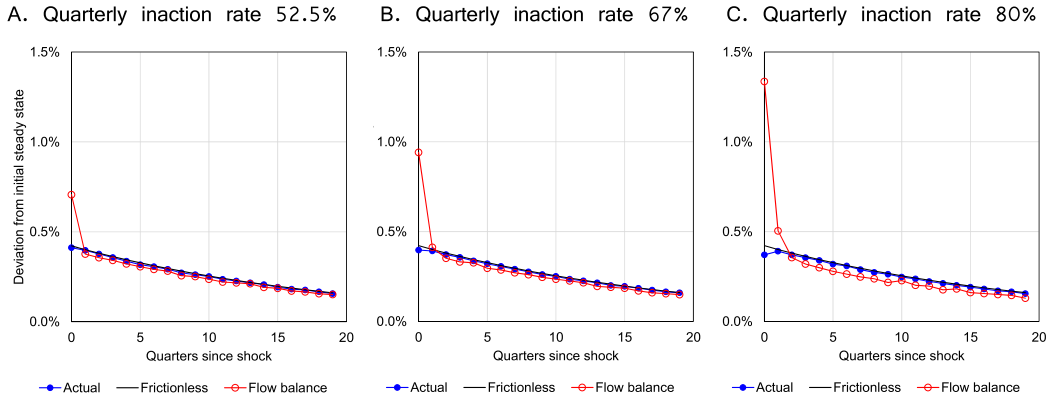 A. Quarterly inaction rate 52.5%
B. Quarterly inaction rate 67%
C. Quarterly inaction rate 80%
Deviation from initial steady state
1.5%
1.0%
0.5%
0.0%
0 5 10 15 20
Quarters since shock
Actual Frictionless Flow balance
1.5%
1.0%
0.5%
0.0%
0 5 10 15 20
Quarters since shock
Actual Frictionless Flow balance
1.5%
1.0%
0.5%
0.0%
0 5 10 15 20
Quarters since shock
Actual Frictionless Flow balance